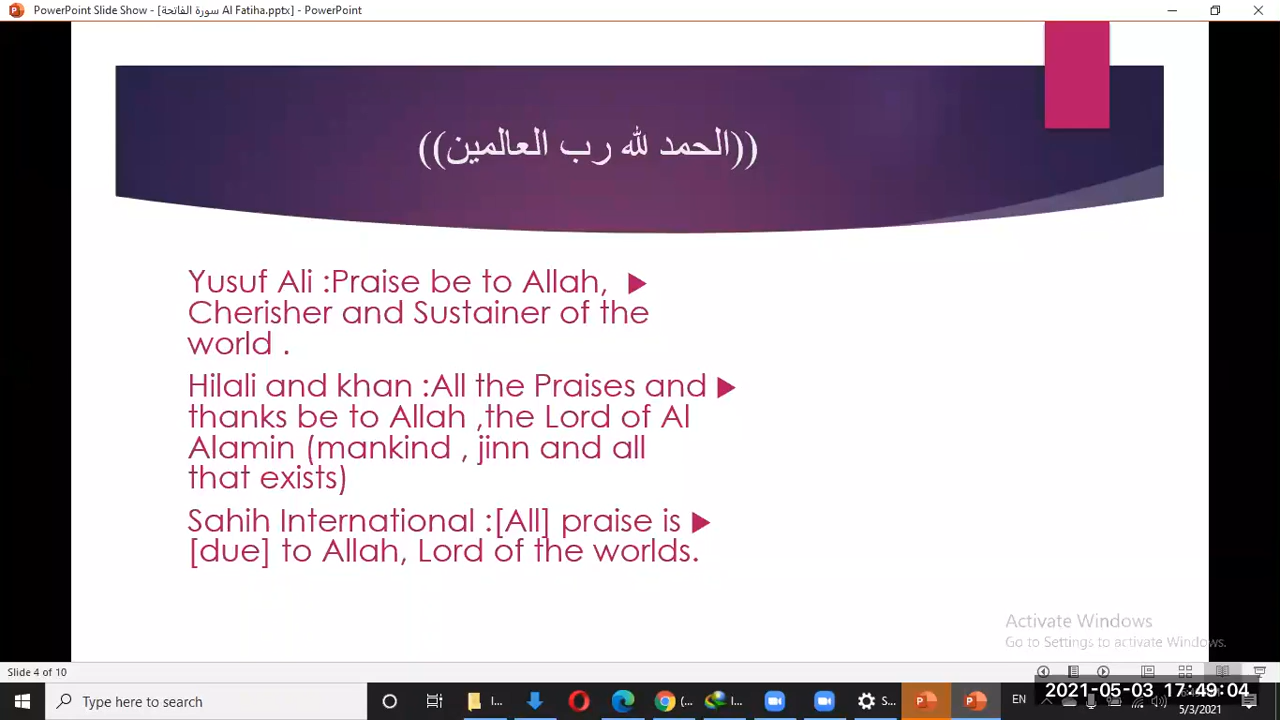 PowerPoint Slide Show - [سورة الفاتحة Al Fatiha.pptx] - PowerPoint
((الحمد لله رب العالمين))
Yusuf Ali :Praise be to Allah,
Cherisher and Sustainer of the
world .
Hilali and khan :All the Praises and
thanks be to Allah ,the Lord of Al
Alamin (mankind , jinn and all
that exists)
Sahih International :[All] praise is
[due] to Allah, Lord of the worlds.
Activate Windows
Go to Settings to activate Windows.
Slide 4 of 10
Type here to search
I...
(...
I...
S...
EN
2021-05-03 17:49:04
5/3/2021